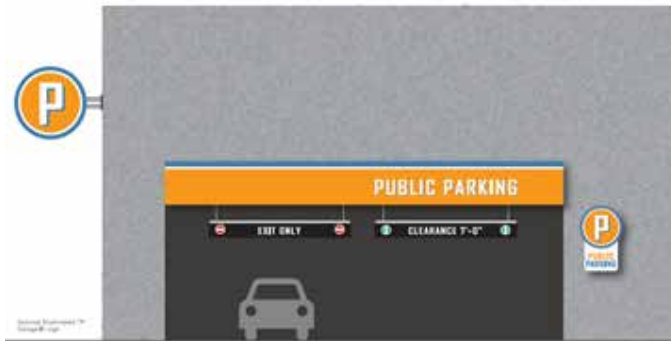 P
PUBLIC PARKING
EXIT ONLY
CLEARANCE 7'-0"
P
PUBLIC
PARKING